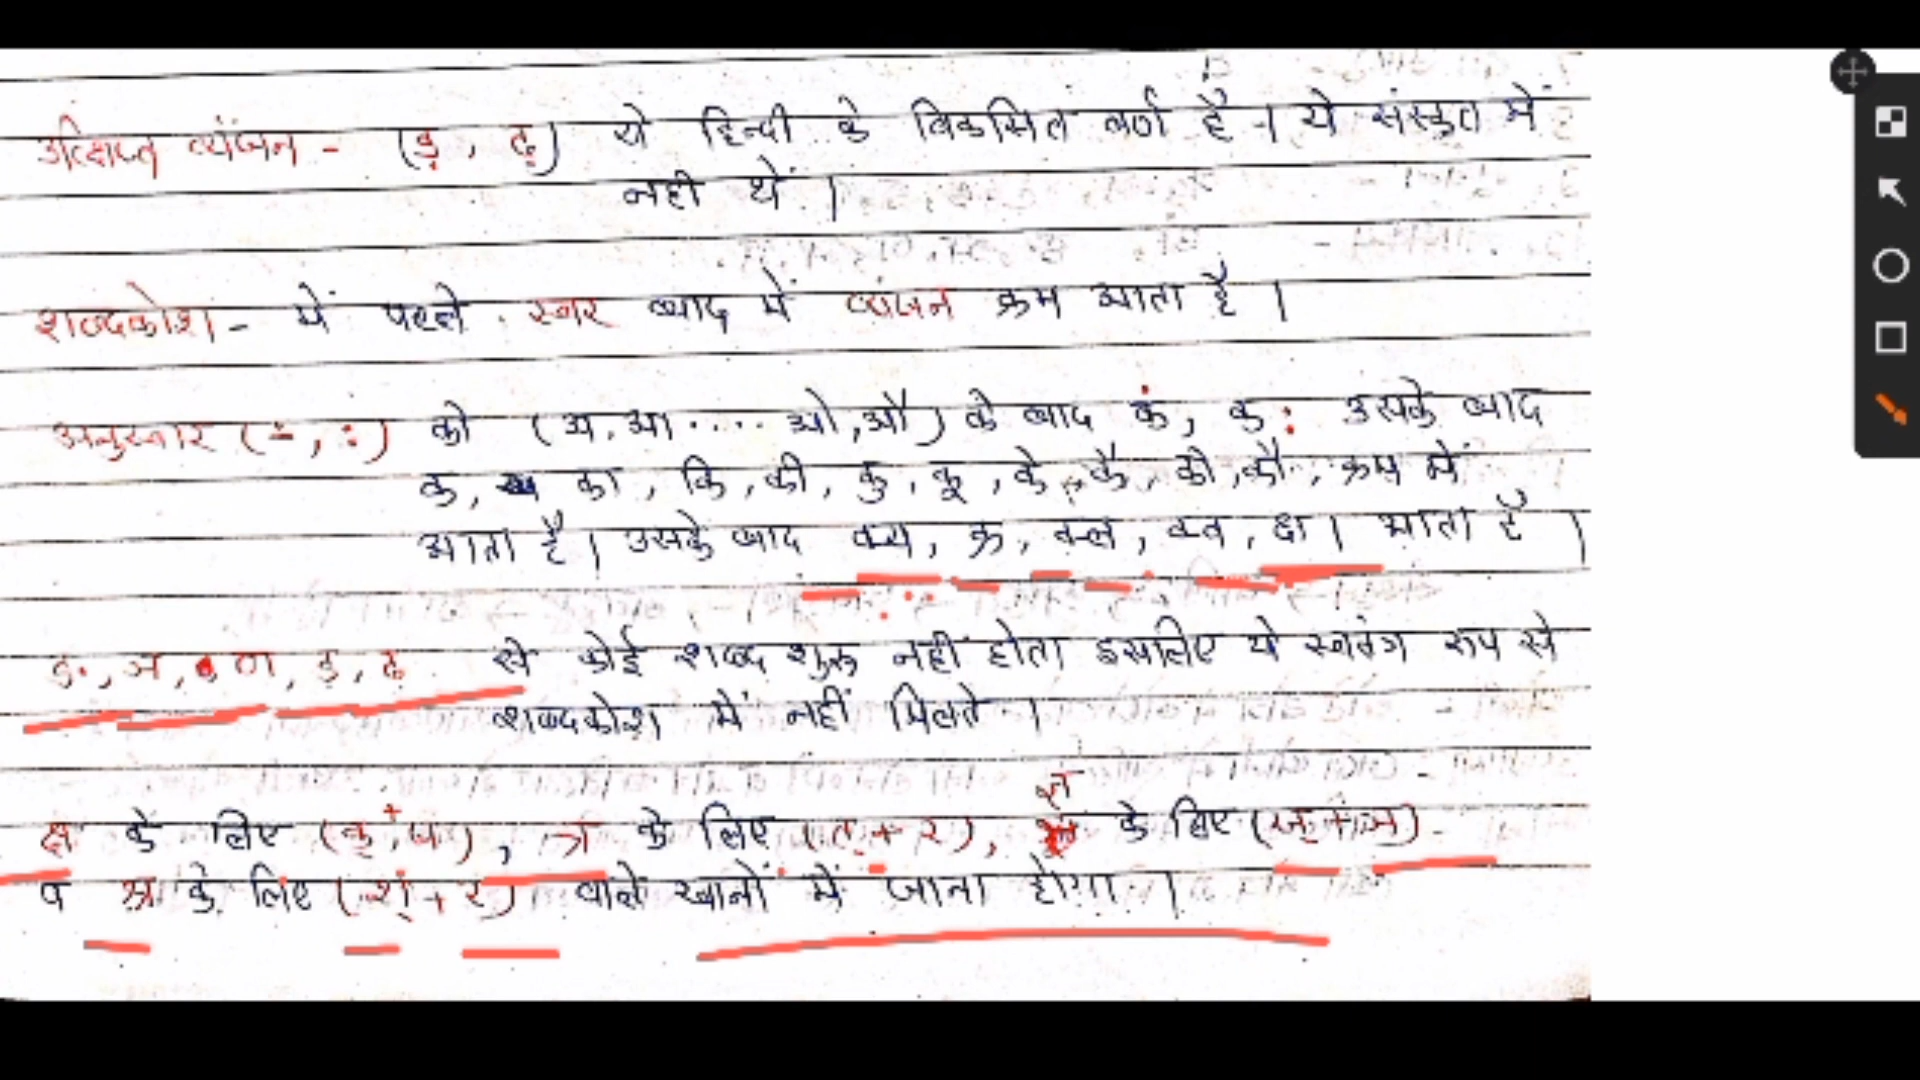 उत्क्षिप्त व्यंजन - (ड़, ढ़) ये हिन्दी के विकसित वर्ण है । ये संस्कृत में
नही थें ।
शब्दकोश - में पहले स्वर बाद में व्यंजन क्रम आता है ।
अनुस्वार (ं, ः) को (अ, आ .... ओ, औ) के बाद कं, कः उसके बाद
क, का, कि, की, कु, कू, के, कै, को, कौ, क्रम में
आता है । उसके बाद क्य, क्र, क्ल, क्व, क्ष । आता है ।
ङ, ञ, ण, ड़, ढ़ से कोई शब्द शुरू नहीं होता इसलिए ये स्वतंत्र रूप से
शब्दकोश में नहीं मिलते ।
ज्ञ
क्ष के लिए (क् + ष), त्र के लिए (त् + र), के लिए (ज् + ञ)
व श्र के लिए (श् + र) वाले खानों में जाना होगा ।